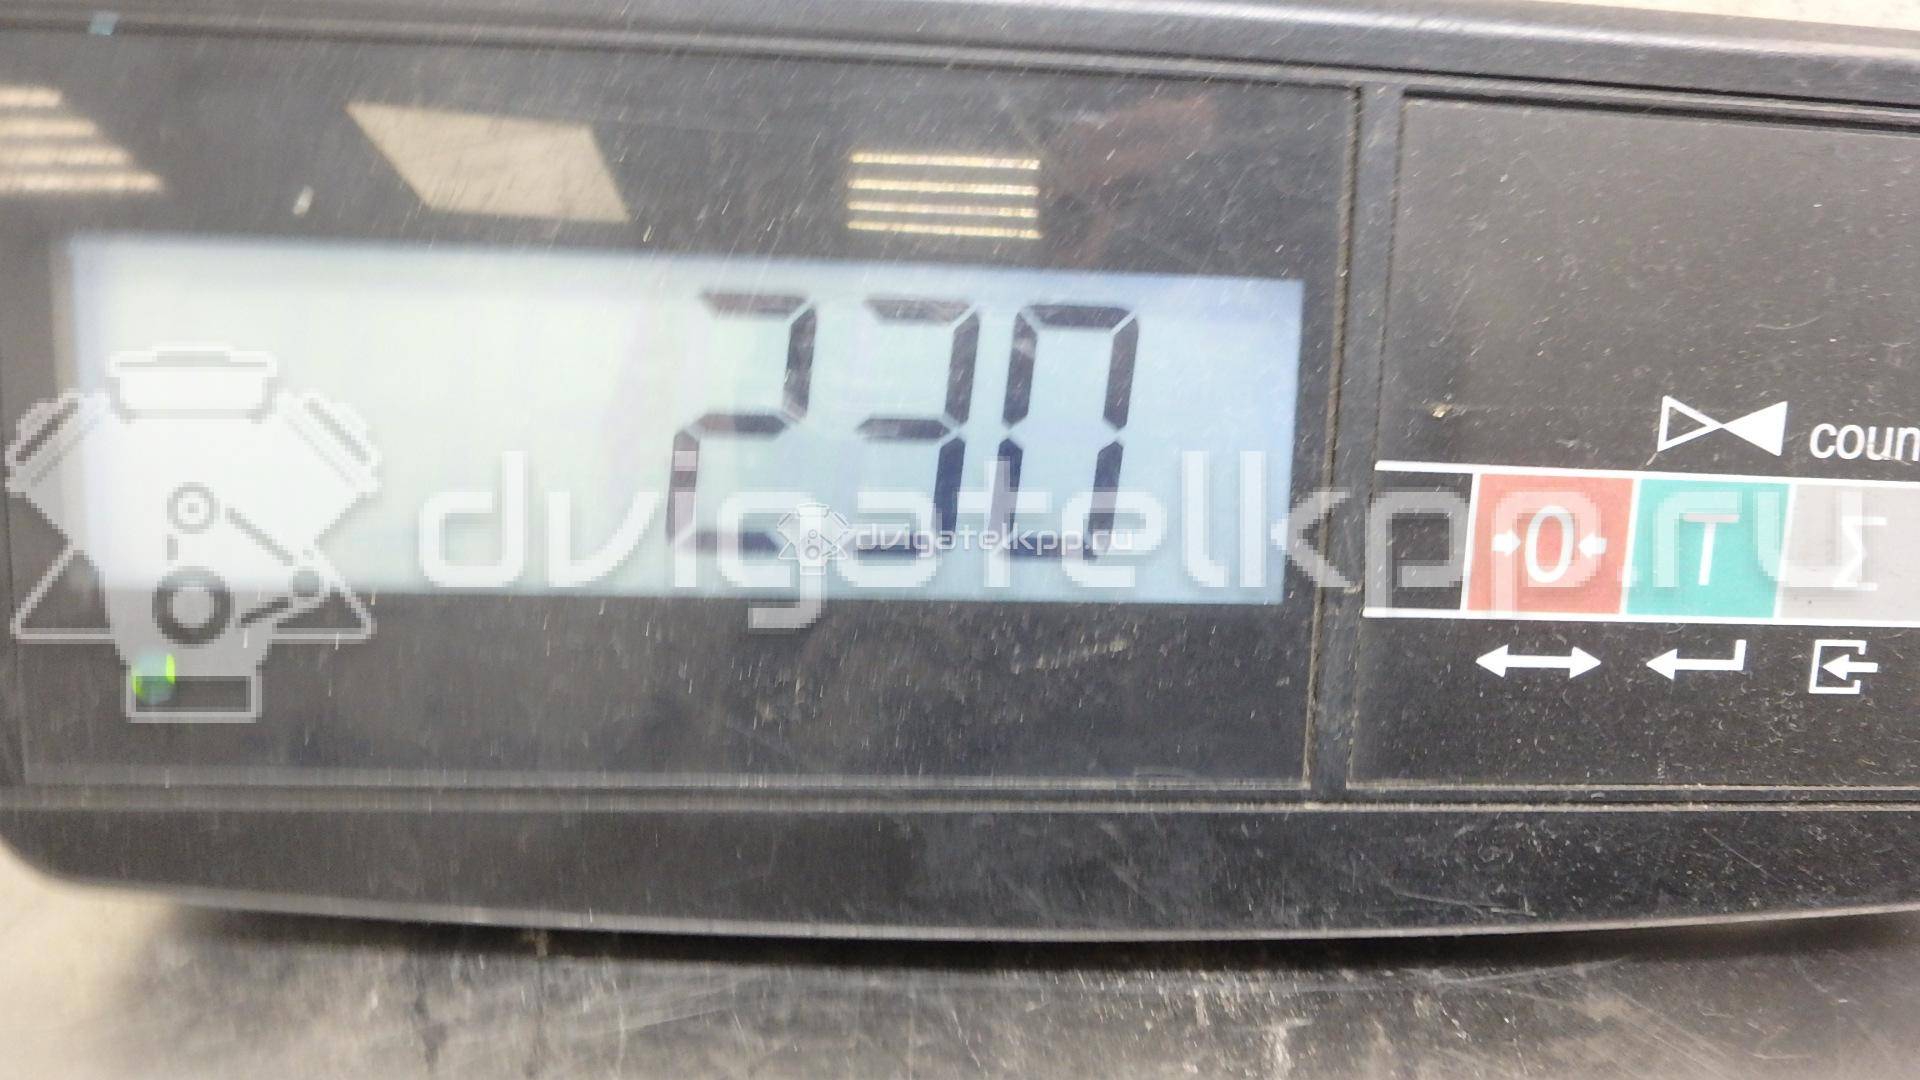 230
coun
dvigatelkpp.ru
dvigatelkpp.ru
0 T Σ